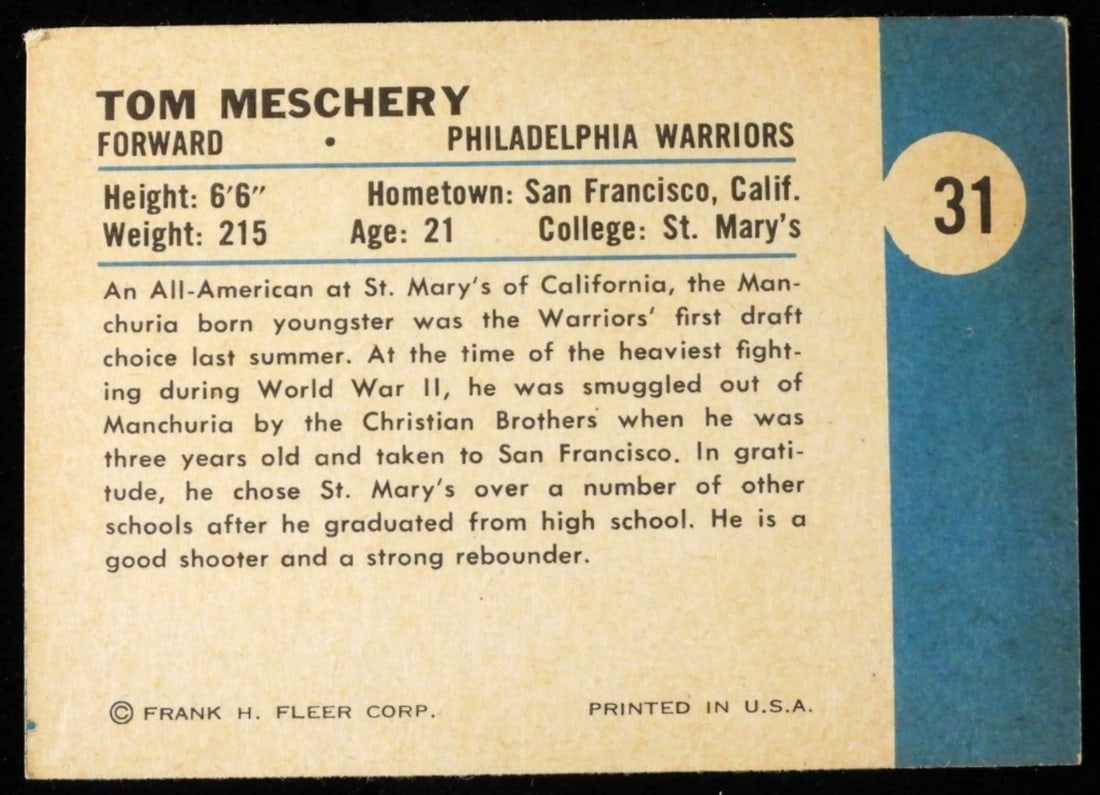 TOM MESCHERY
FORWARD • PHILADELPHIA WARRIORS
31
Height: 6'6" Hometown: San Francisco, Calif.
Weight: 215 Age: 21 College: St. Mary's
An All-American at St. Mary's of California, the Man-
churia born youngster was the Warriors' first draft
choice last summer. At the time of the heaviest fight-
ing during World War II, he was smuggled out of
Manchuria by the Christian Brothers when he was
three years old and taken to San Francisco. In grati-
tude, he chose St. Mary's over a number of other
schools after he graduated from high school. He is a
good shooter and a strong rebounder.
© FRANK H. FLEER CORP. PRINTED IN U.S.A.